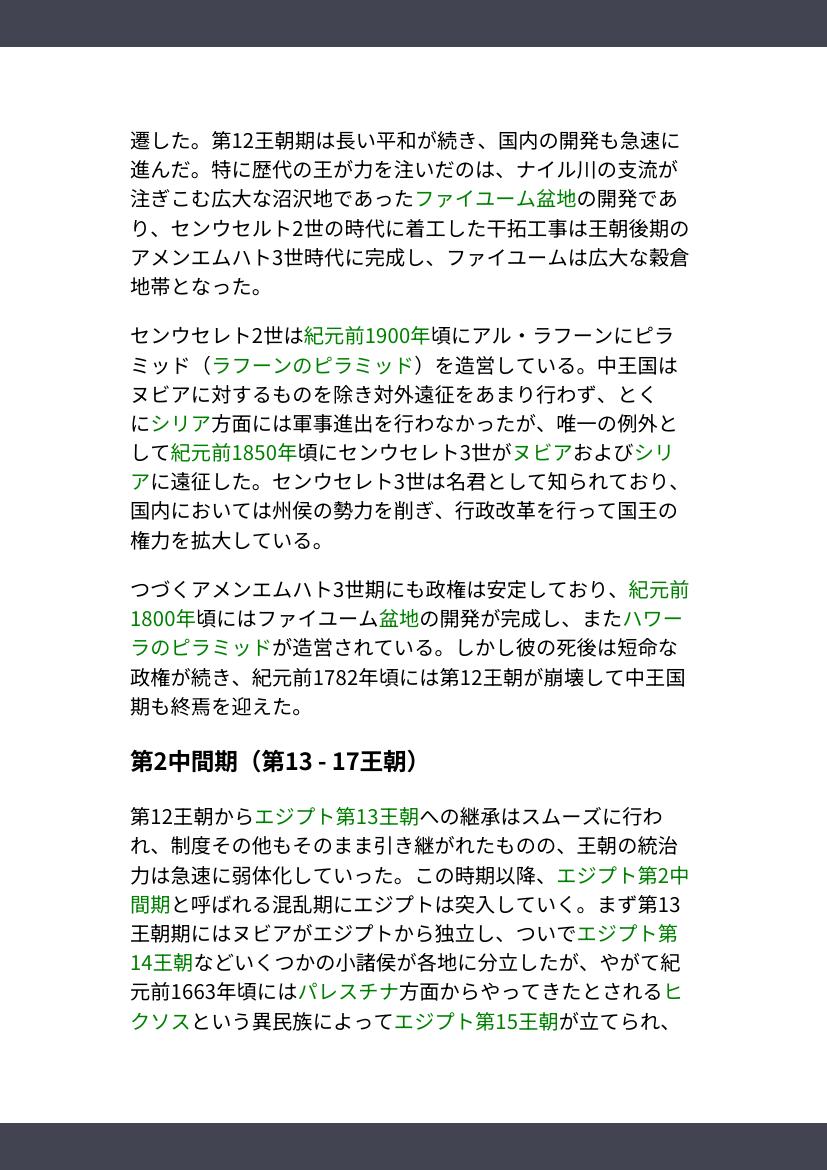 遷した。第12王朝期は長い平和が続き、国内の開発も急速に
進んだ。特に歴代の王が力を注いだのは、ナイル川の支流が
注ぎこむ広大な沼沢地であったファイユーム盆地の開発であ
り、センウセルト2世の時代に着工した干拓工事は王朝後期の
アメンエムハト3世時代に完成し、ファイユームは広大な穀倉
地帯となった。
センウセレト2世は紀元前1900年頃にアル・ラフーンにピラ
ミッド（ラフーンのピラミッド）を造営している。中王国は
ヌビアに対するものを除き対外遠征をあまり行わず、とく
にシリア方面には軍事進出を行わなかったが、唯一の例外と
して紀元前1850年頃にセンウセレト3世がヌビアおよびシリ
アに遠征した。センウセレト3世は名君として知られており、
国内においては州侯の勢力を削ぎ、行政改革を行って国王の
権力を拡大している。
つづくアメンエムハト3世期にも政権は安定しており、紀元前
1800年頃にはファイユーム盆地の開発が完成し、またハワー
ラのピラミッドが造営されている。しかし彼の死後は短命な
政権が続き、紀元前1782年頃には第12王朝が崩壊して中王国
期も終焉を迎えた。
第2中間期（第13 - 17王朝）
第12王朝からエジプト第13王朝への継承はスムーズに行わ
れ、制度その他もそのまま引き継がれたものの、王朝の統治
力は急速に弱体化していった。この時期以降、エジプト第2中
間期と呼ばれる混乱期にエジプトは突入していく。まず第13
王朝期にはヌビアがエジプトから独立し、ついでエジプト第
14王朝などいくつかの小諸侯が各地に分立したが、やがて紀
元前1663年頃にはパレスチナ方面からやってきたとされるヒ
クソスという異民族によってエジプト第15王朝が立てられ、